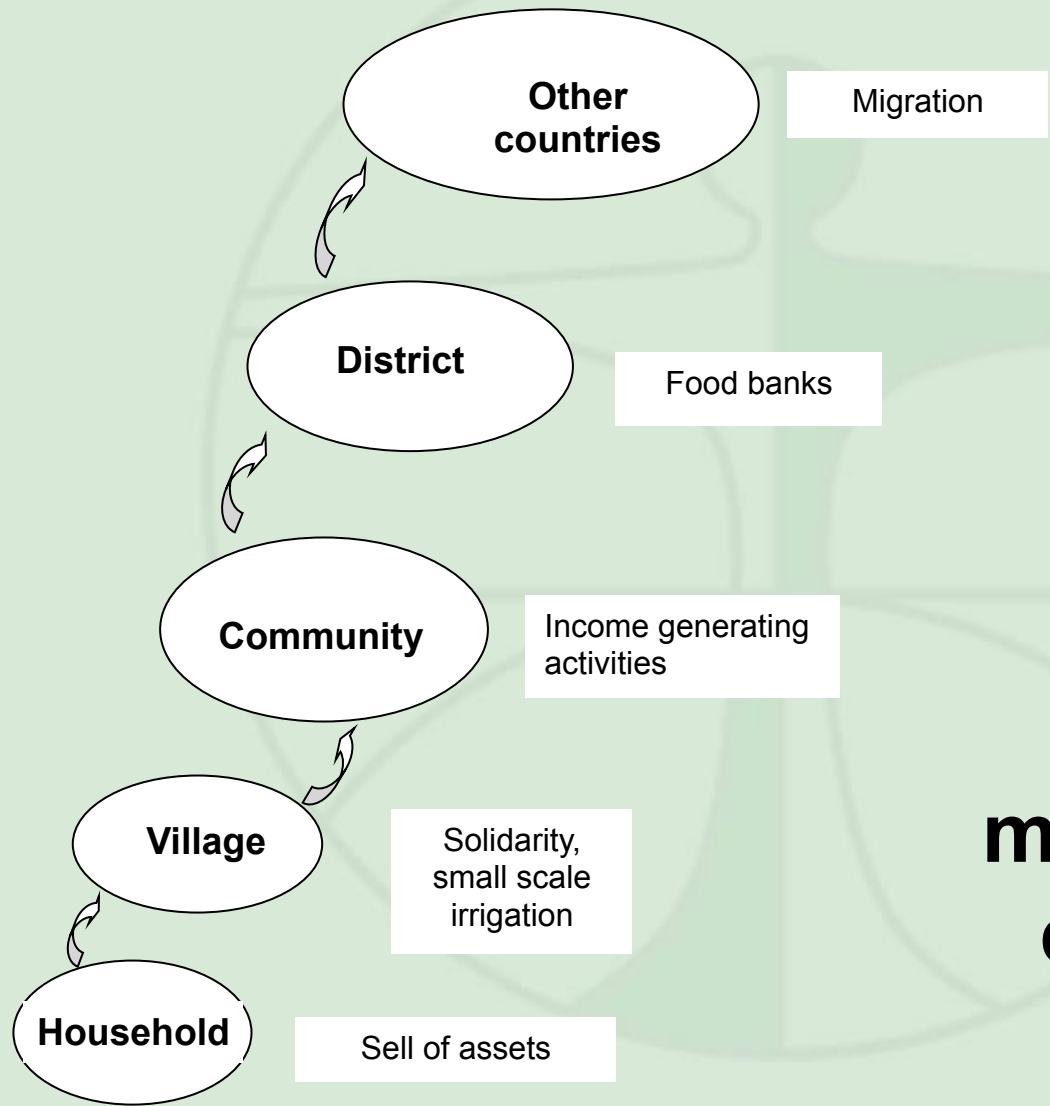 Other
countries
Migration
District
Food banks
Community
Income generating
activities
Village
Solidarity,
small scale
irrigation
Household
Sell of assets